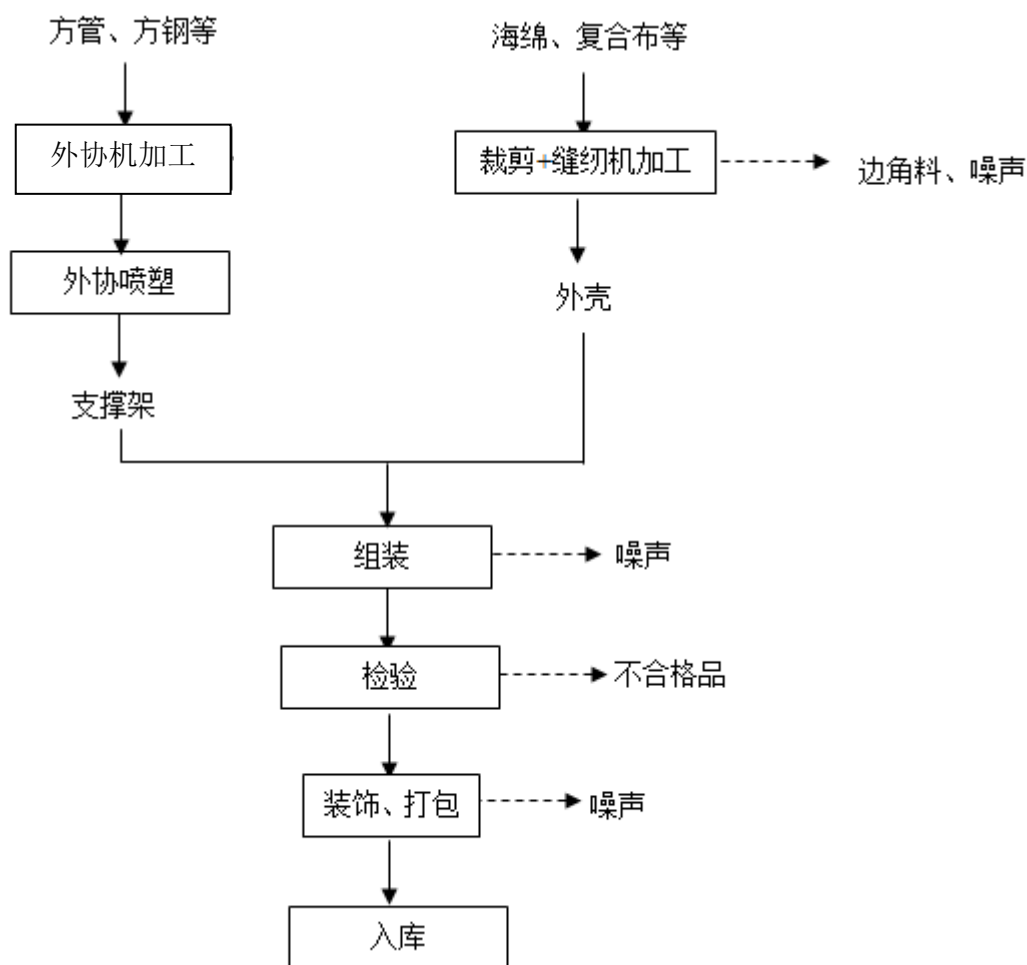 方管、方钢等
海绵、复合布等
外协机加工
裁剪+缝纫机加工
边角料、噪声
外协喷塑
外壳
支撑架
组装
噪声
检验
不合格品
装饰、打包
噪声
入库